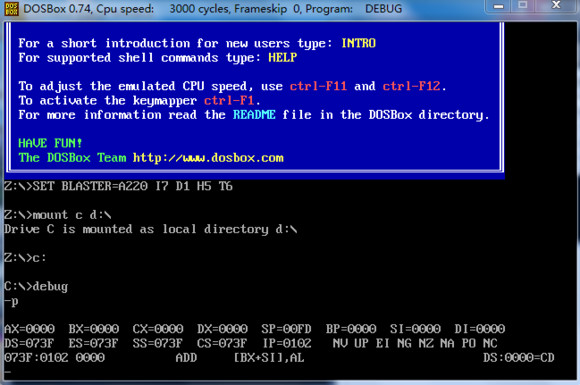 DOSBox 0.74, Cpu speed: 3000 cycles, Frameskip 0, Program: DEBUG
For a short introduction for new users type: INTRO
For supported shell commands type: HELP
To adjust the emulated CPU speed, use ctrl-F11 and ctrl-F12.
To activate the keymapper ctrl-F1.
For more information read the README file in the DOSBox directory.
HAVE FUN!
The DOSBox Team http://www.dosbox.com
Z:\>SET BLASTER=A220 I7 D1 H5 T6
Z:\>mount c d:\
Drive C is mounted as local directory d:\
Z:\>c:
C:\>debug
-p
AX=0000 BX=0000 CX=0000 DX=0000 SP=00FD BP=0000 SI=0000 DI=0000
DS=073F ES=073F SS=073F CS=073F IP=0102 NV UP EI NG NZ NA PO NC
073F:0102 0000 ADD [BX+SI],AL DS:0000=CD
-